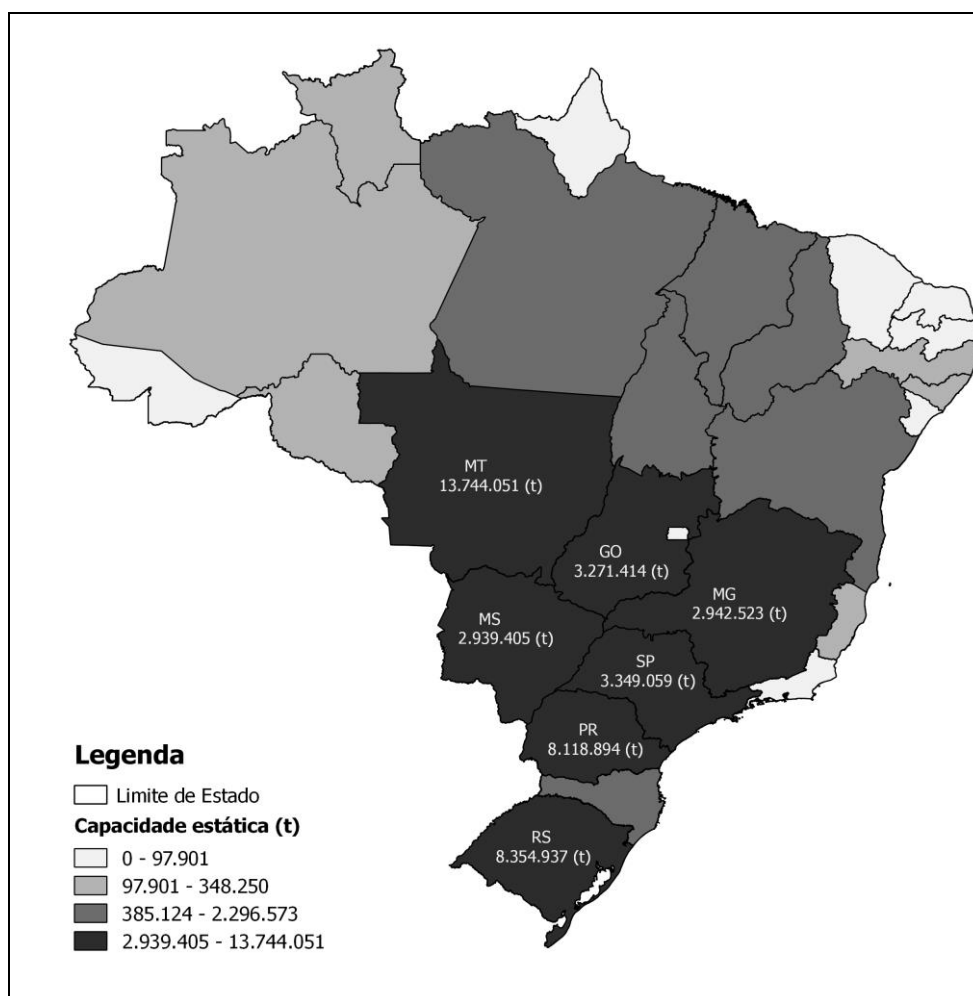 MT
13.744.051 (t)
GO
3.271.414 (t)
MG
2.942.523 (t)
MS
2.939.405 (t)
SP
3.349.059 (t)
PR
8.118.894 (t)
RS
8.354.937 (t)
Legenda
Limite de Estado
Capacidade estática (t)
0 - 97.901
97.901 - 348.250
385.124 - 2.296.573
2.939.405 - 13.744.051